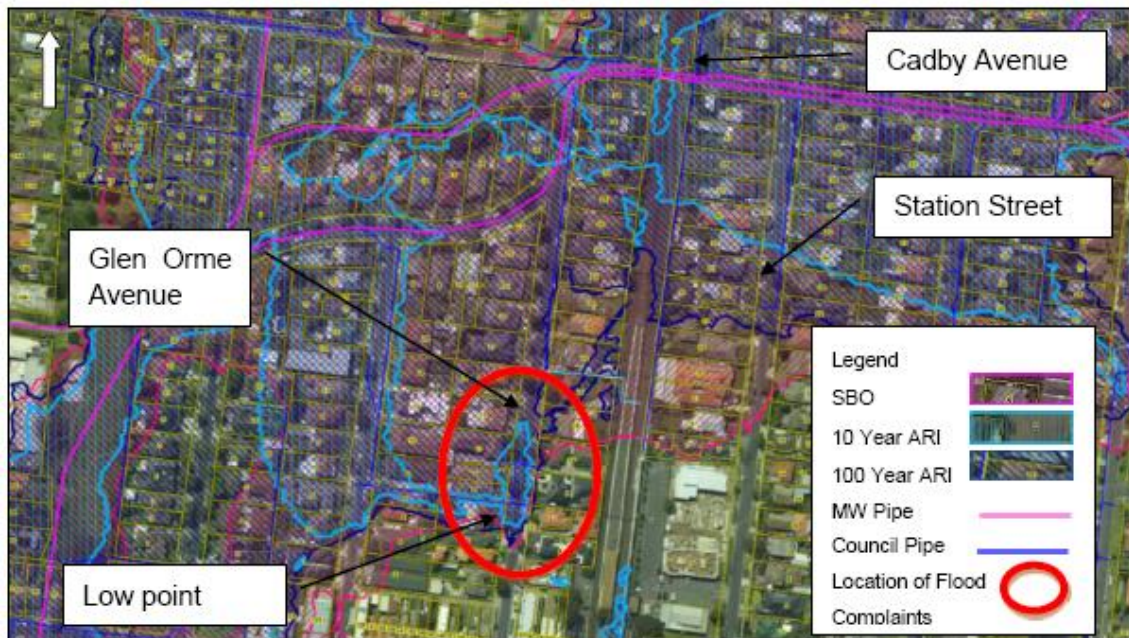 Cadby Avenue
Station Street
Glen Orme
Avenue
Low point
Legend
SBO
10 Year ARI
100 Year ARI
MW Pipe
Council Pipe
Location of Flood
Complaints